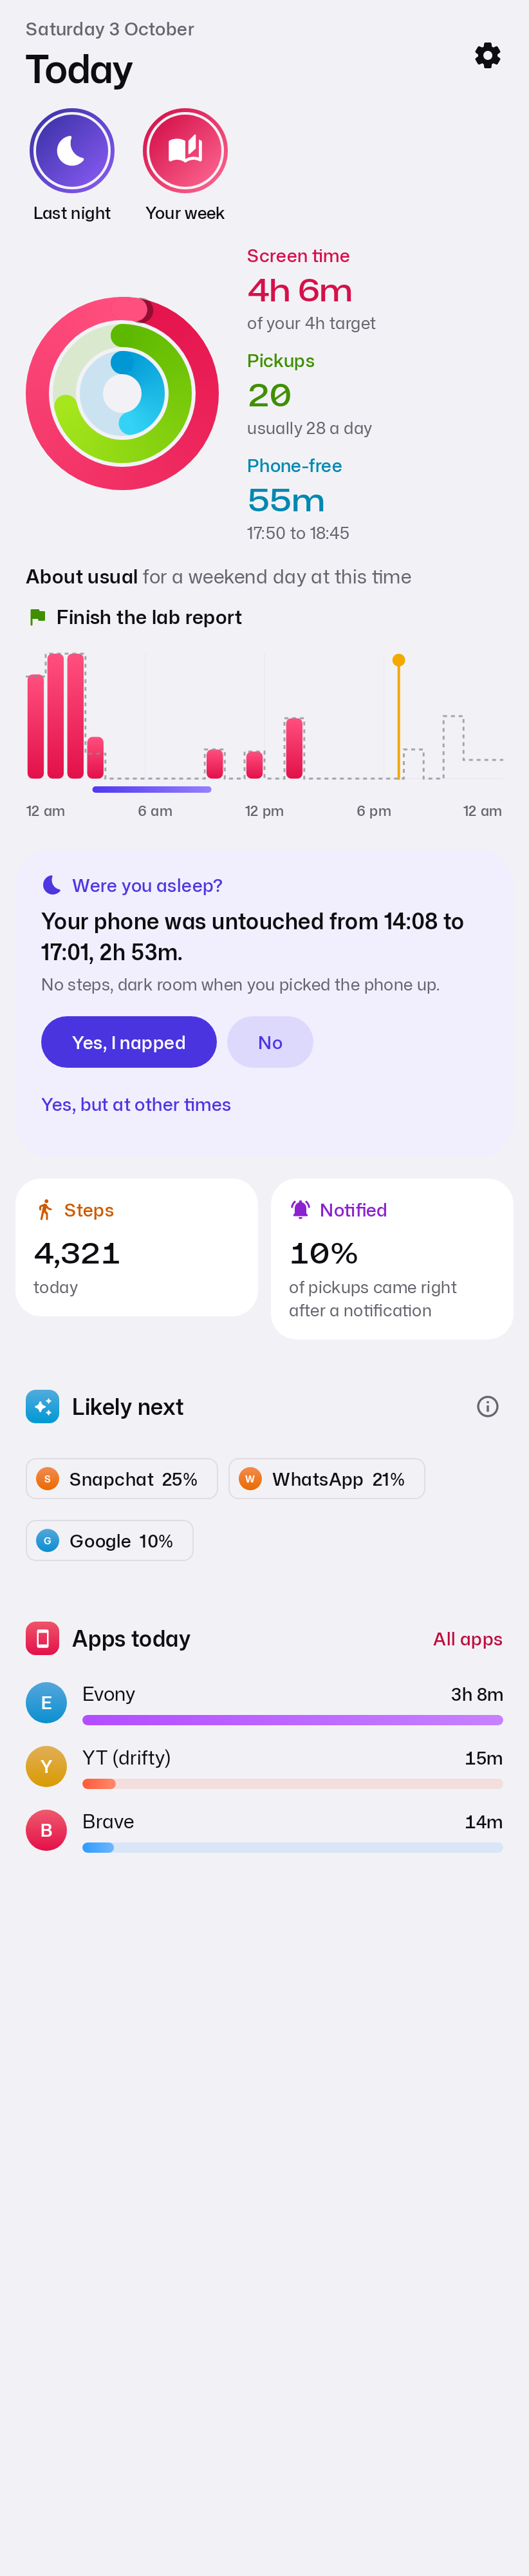 Saturday 3 October
Today
Last night
Your week
Screen time
4h 6m
of your 4h target
Pickups
20
usually 28 a day
Phone-free
55m
17:50 to 18:45
About usual for a weekend day at this time
Finish the lab report
12 am
6 am
12 pm
6 pm
12 am
Were you asleep?
Your phone was untouched from 14:08 to
17:01, 2h 53m.
No steps, dark room when you picked the phone up.
Yes, I napped
No
Yes, but at other times
Steps
4,321
today
Notified
10%
of pickups came right
after a notification
Likely next
S Snapchat 25%
W WhatsApp 21%
G Google 10%
Apps today
All apps
E Evony 3h 8m
Y YT (drifty) 15m
B Brave 14m